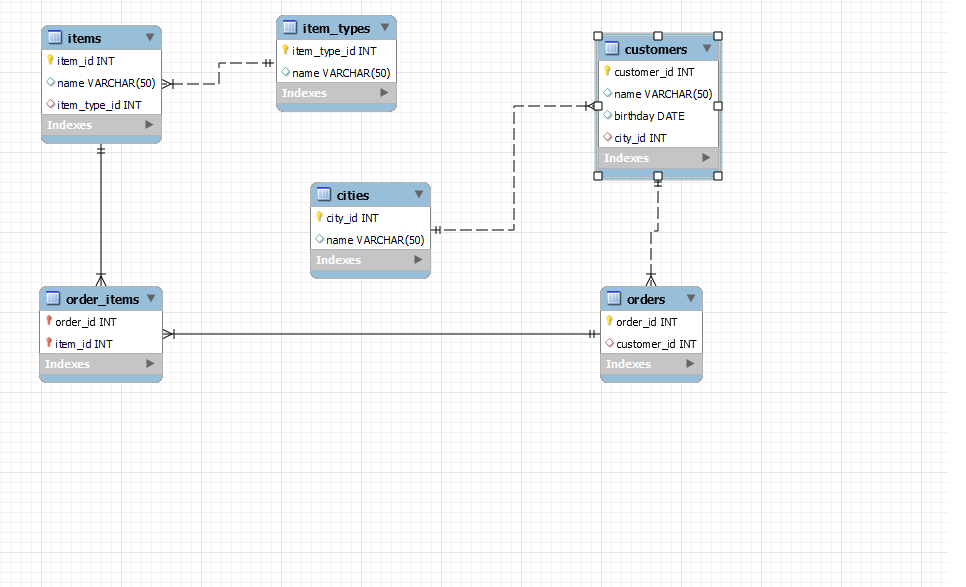 items
item_id INT
name VARCHAR(50)
item_type_id INT
Indexes
item_types
item_type_id INT
name VARCHAR(50)
Indexes
customers
customer_id INT
name VARCHAR(50)
birthday DATE
city_id INT
Indexes
cities
city_id INT
name VARCHAR(50)
Indexes
order_items
order_id INT
item_id INT
Indexes
orders
order_id INT
customer_id INT
Indexes